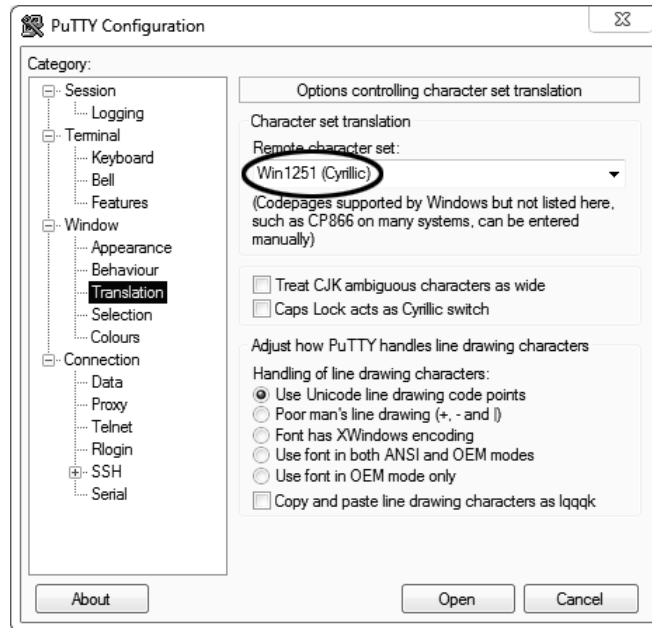 PuTTY Configuration
Category:
Session
Logging
Terminal
Keyboard
Bell
Features
Window
Appearance
Behaviour
Translation
Selection
Colours
Connection
Data
Proxy
Telnet
Rlogin
SSH
Serial
Options controlling character set translation
Character set translation
Remote character set:
Win1251 (Cyrillic)
(Codepages supported by Windows but not listed here,
such as CP866 on many systems, can be entered
manually)
Treat CJK ambiguous characters as wide
Caps Lock acts as Cyrillic switch
Adjust how PuTTY handles line drawing characters
Handling of line drawing characters:
Use Unicode line drawing code points
Poor man's line drawing (+, - and |)
Font has XWindows encoding
Use font in both ANSI and OEM modes
Use font in OEM mode only
Copy and paste line drawing characters as lqqqk
About
Open
Cancel